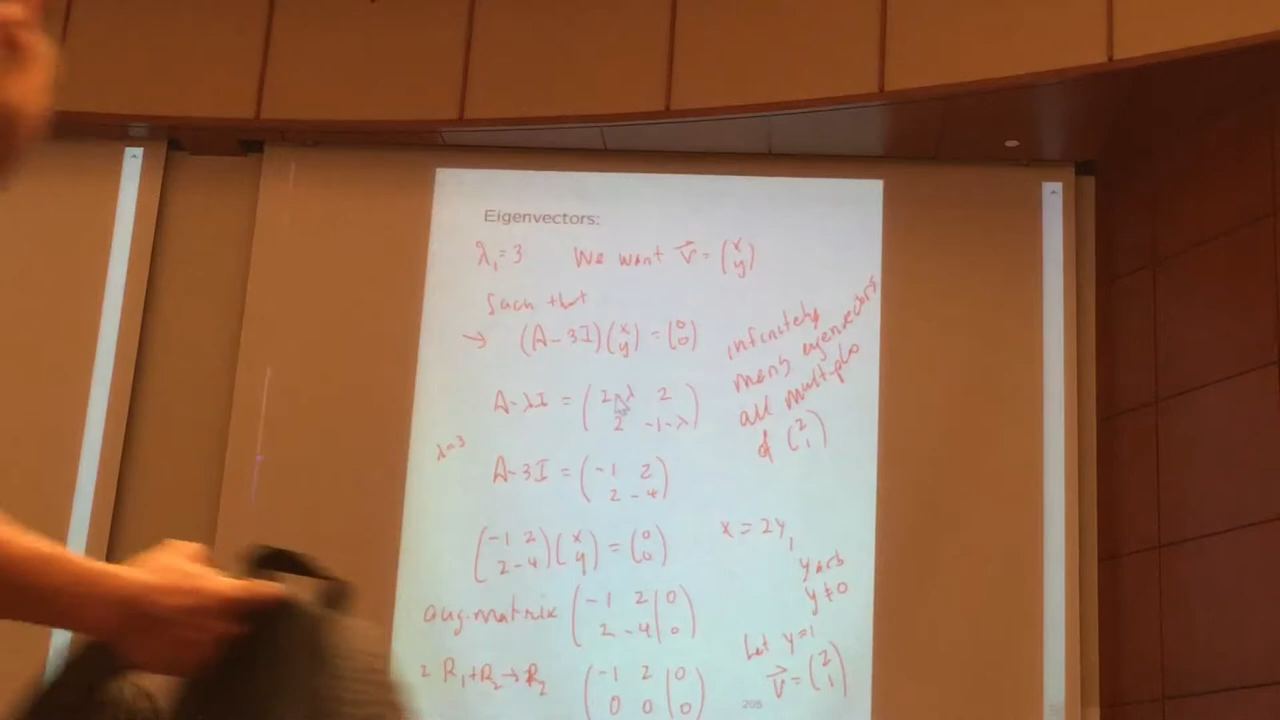 Eigenvectors:
λ₁ = 3 We want v⃗ = (x y)
Such that
→ (A - 3I)(x y) = (0 0)
A - λI = (2-λ 2 2 -1-λ)
λ=3
A - 3I = (-1 2 2 -4)
(-1 2 2 -4)(x y) = (0 0)
aug. matrix (-1 2 | 0 2 -4 | 0)
2 R₁ + R₂ → R₂ (-1 2 | 0 0 0 | 0)
infinitely
many eigenvectors
all multiples
of (2 1)
x = 2y,
y arb
y ≠ 0
Let y = 1
v⃗ = (2 1)
205